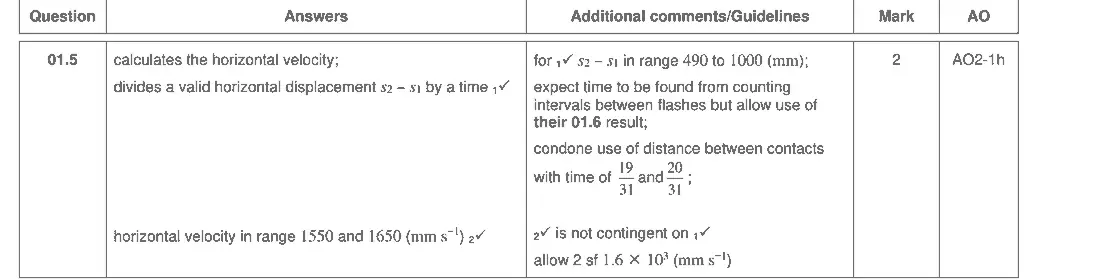 Question Answers Additional comments/Guidelines Mark AO
01.5 calculates the horizontal velocity; for ₁✓ s₂ − s₁ in range 490 to 1000 (mm); 2 AO2-1h
divides a valid horizontal displacement s₂ − s₁ by a time ₁✓ expect time to be found from counting
intervals between flashes but allow use of
their 01.6 result;
condone use of distance between contacts
with time of 19/31 and 20/31 ;
horizontal velocity in range 1550 and 1650 (mm s⁻¹) ₂✓ ₂✓ is not contingent on ₁✓
allow 2 sf 1.6 × 10³ (mm s⁻¹)